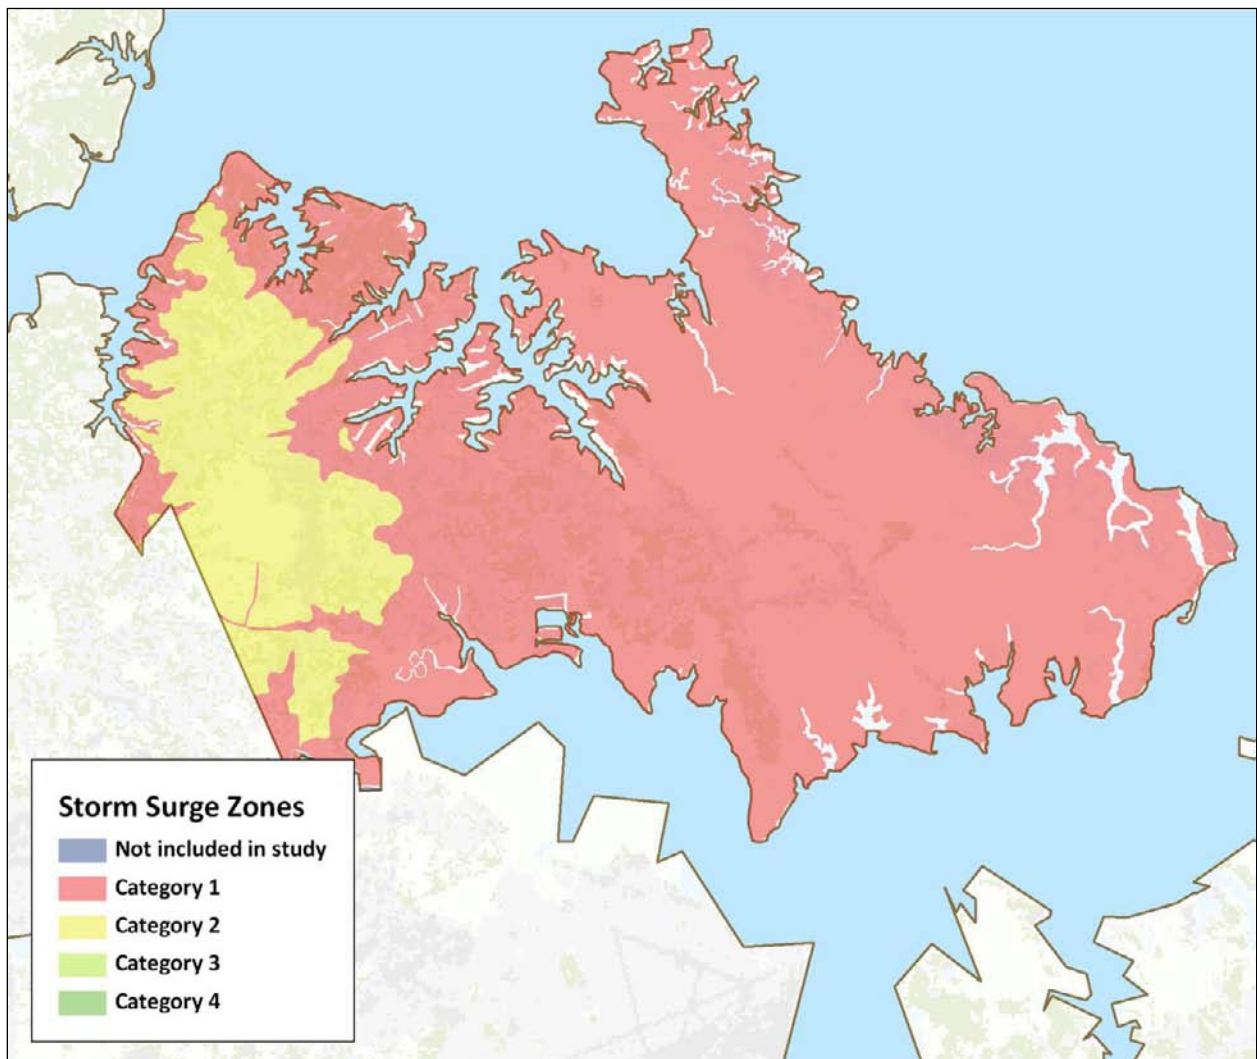 Storm Surge Zones
Not included in study
Category 1
Category 2
Category 3
Category 4